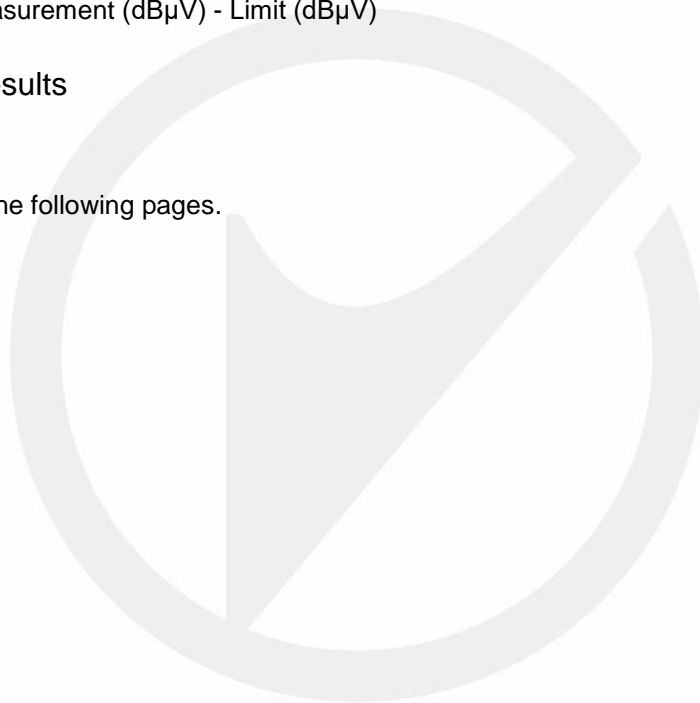 asurement (dBµV) - Limit (dBµV)
sults
he following pages.